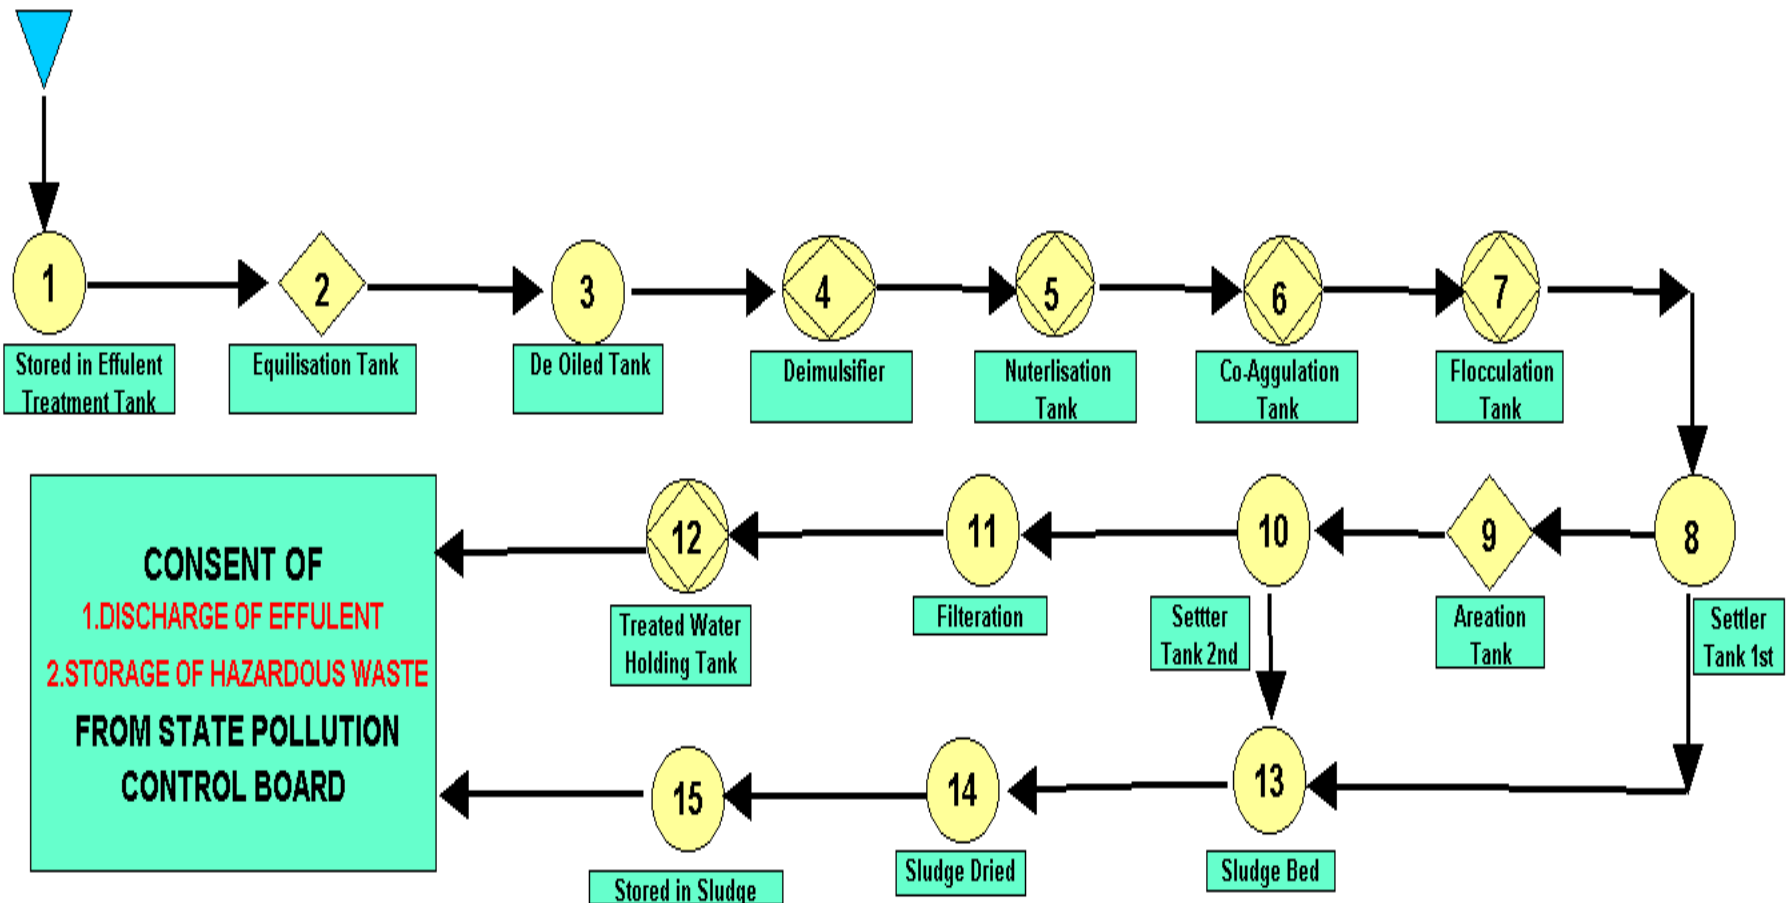 1
2
3
4
5
6
7
Stored in Effulent
Treatment Tank
Equilisation Tank
De Oiled Tank
Deimulsifier
Nuterlisation
Tank
Co-Aggulation
Tank
Flocculation
Tank
8
9
10
11
12
Settler
Tank 1st
Areation
Tank
Settter
Tank 2nd
Filteration
Treated Water
Holding Tank
13
14
15
Sludge Bed
Sludge Dried
Stored in Sludge
CONSENT OF
1.DISCHARGE OF EFFULENT
2.STORAGE OF HAZARDOUS WASTE
FROM STATE POLLUTION
CONTROL BOARD